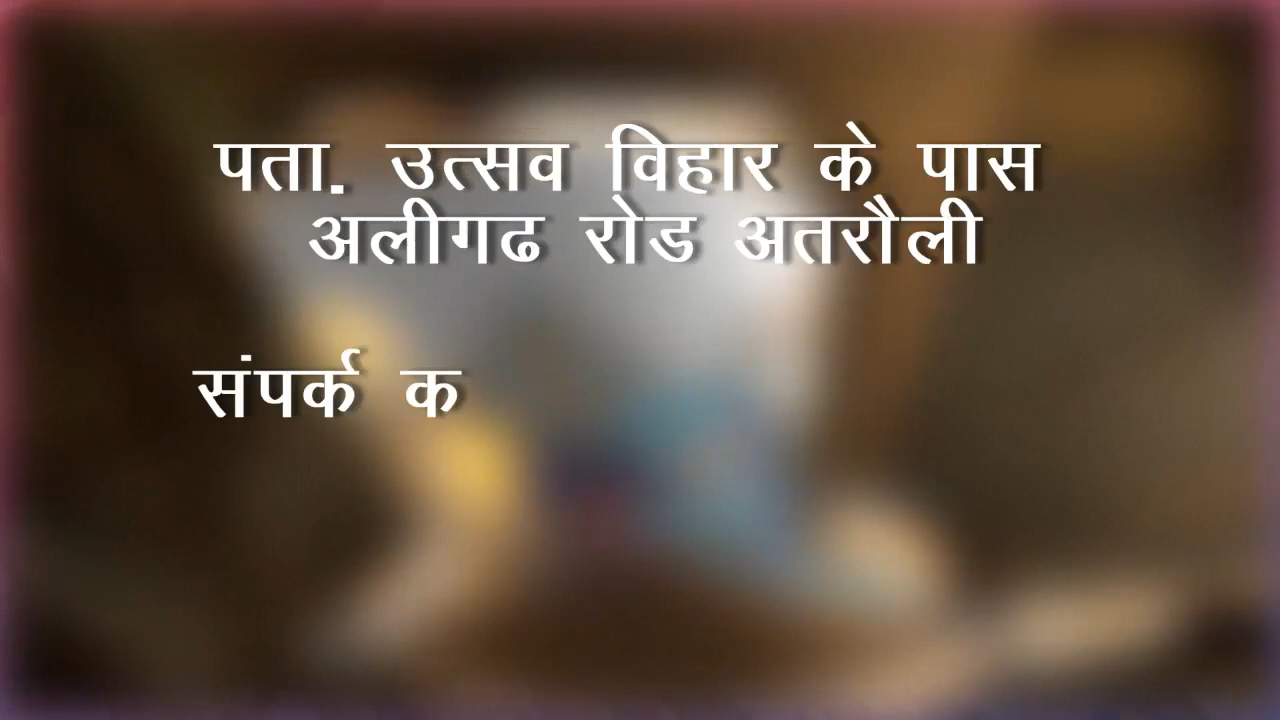 पता. उत्सव विहार के पास
अलीगढ रोड अतरौली
संपर्क क